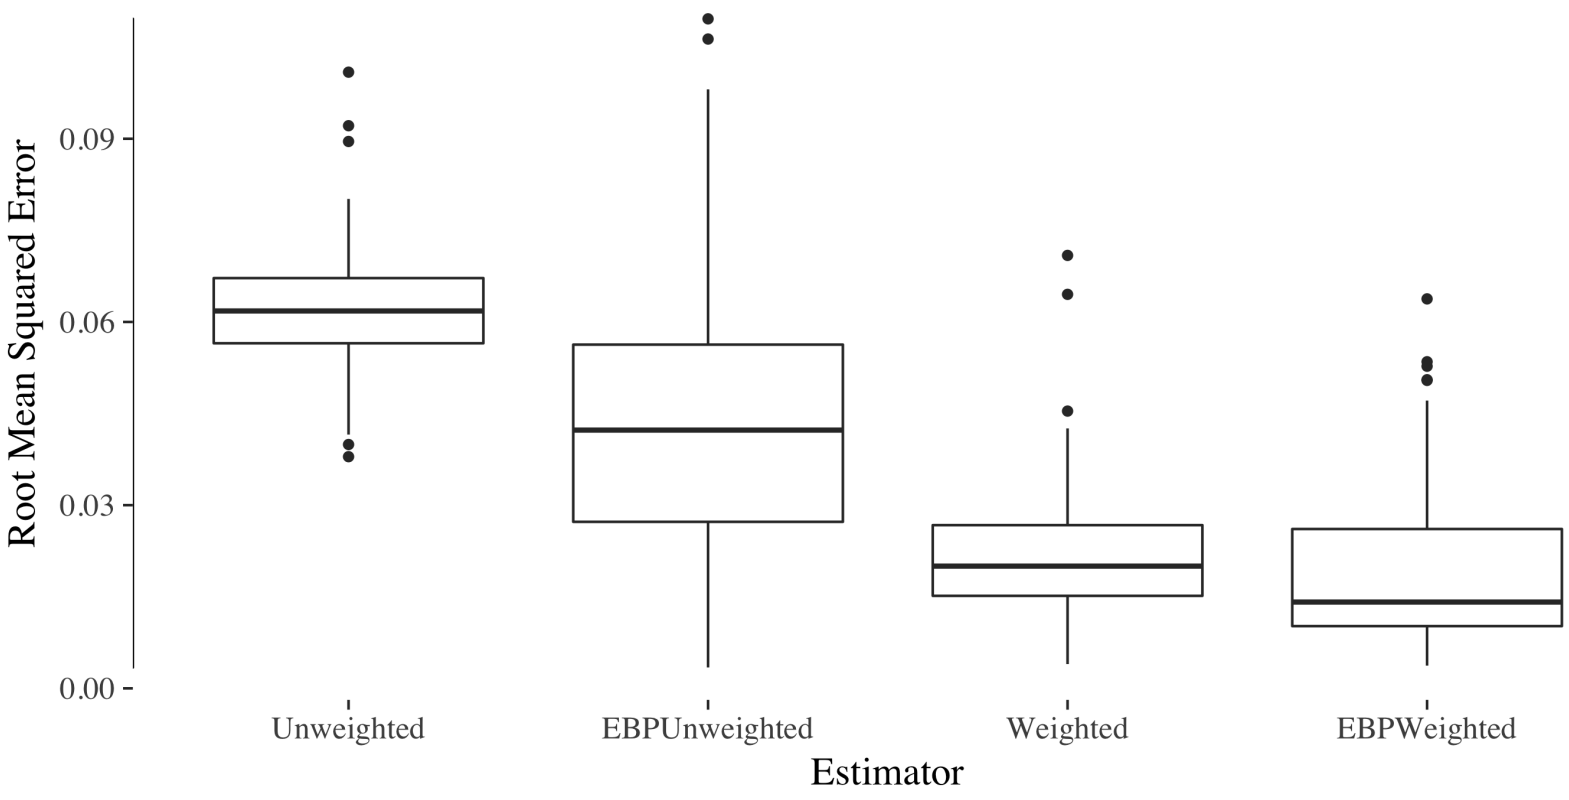 Root Mean Squared Error
0.09
0.06
0.03
0.00
Unweighted
EBPUnweighted
Weighted
EBPWeighted
Estimator